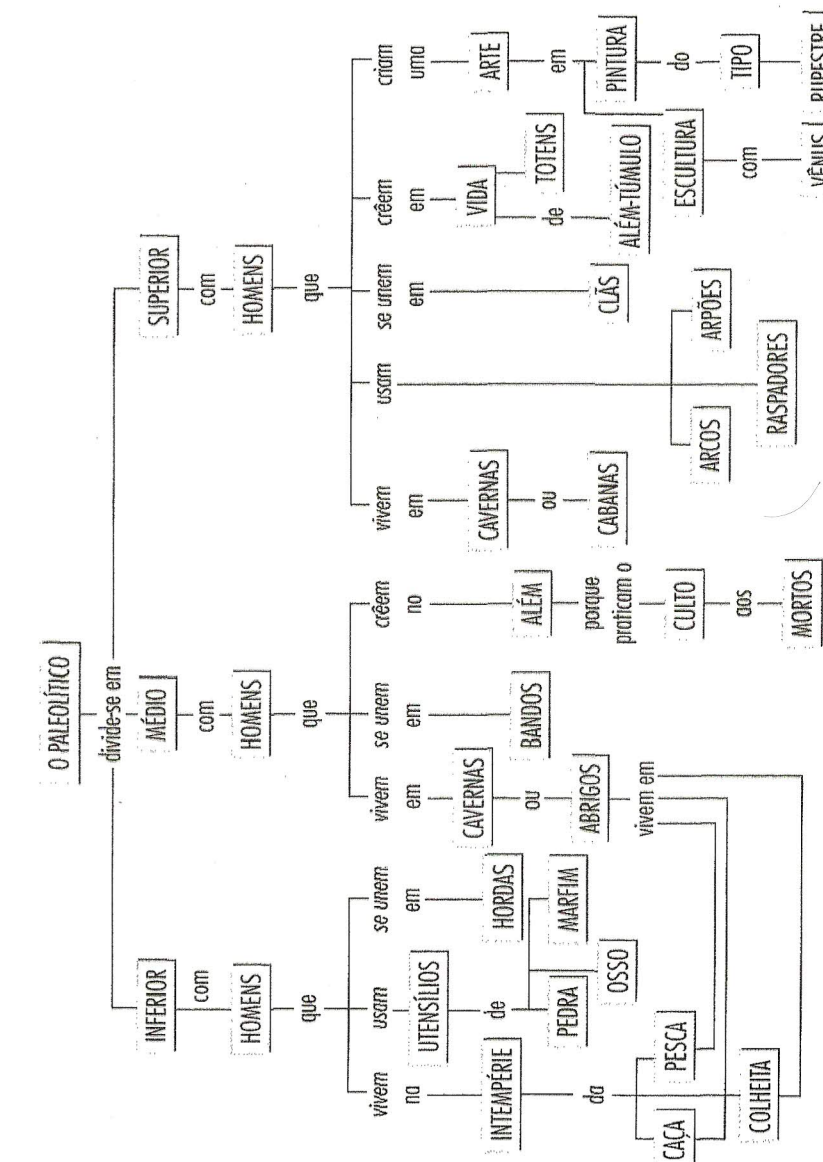 O PALEOLÍTICO
divide-se em
INFERIOR
com
HOMENS
que
vivem
na
INTEMPÉRIE
da
CAÇA
PESCA
COLHEITA
usam
UTENSÍLIOS
de
PEDRA
OSSO
MARFIM
se unem
em
HORDAS
MÉDIO
com
HOMENS
que
vivem
em
CAVERNAS
ou
ABRIGOS
vivem em
se unem
em
BANDOS
crêem
no
ALÉM
porque
praticam o
CULTO
aos
MORTOS
SUPERIOR
com
HOMENS
que
vivem
em
CAVERNAS
ou
CABANAS
usam
ARCOS
RASPADORES
ARPÕES
se unem
em
CLÃS
crêem
em
VIDA
de
ALÉM-TÚMULO
TOTENS
criam
uma
ARTE
em
ESCULTURA
com
VÊNUS
PINTURA
do
TIPO
RUPESTRE